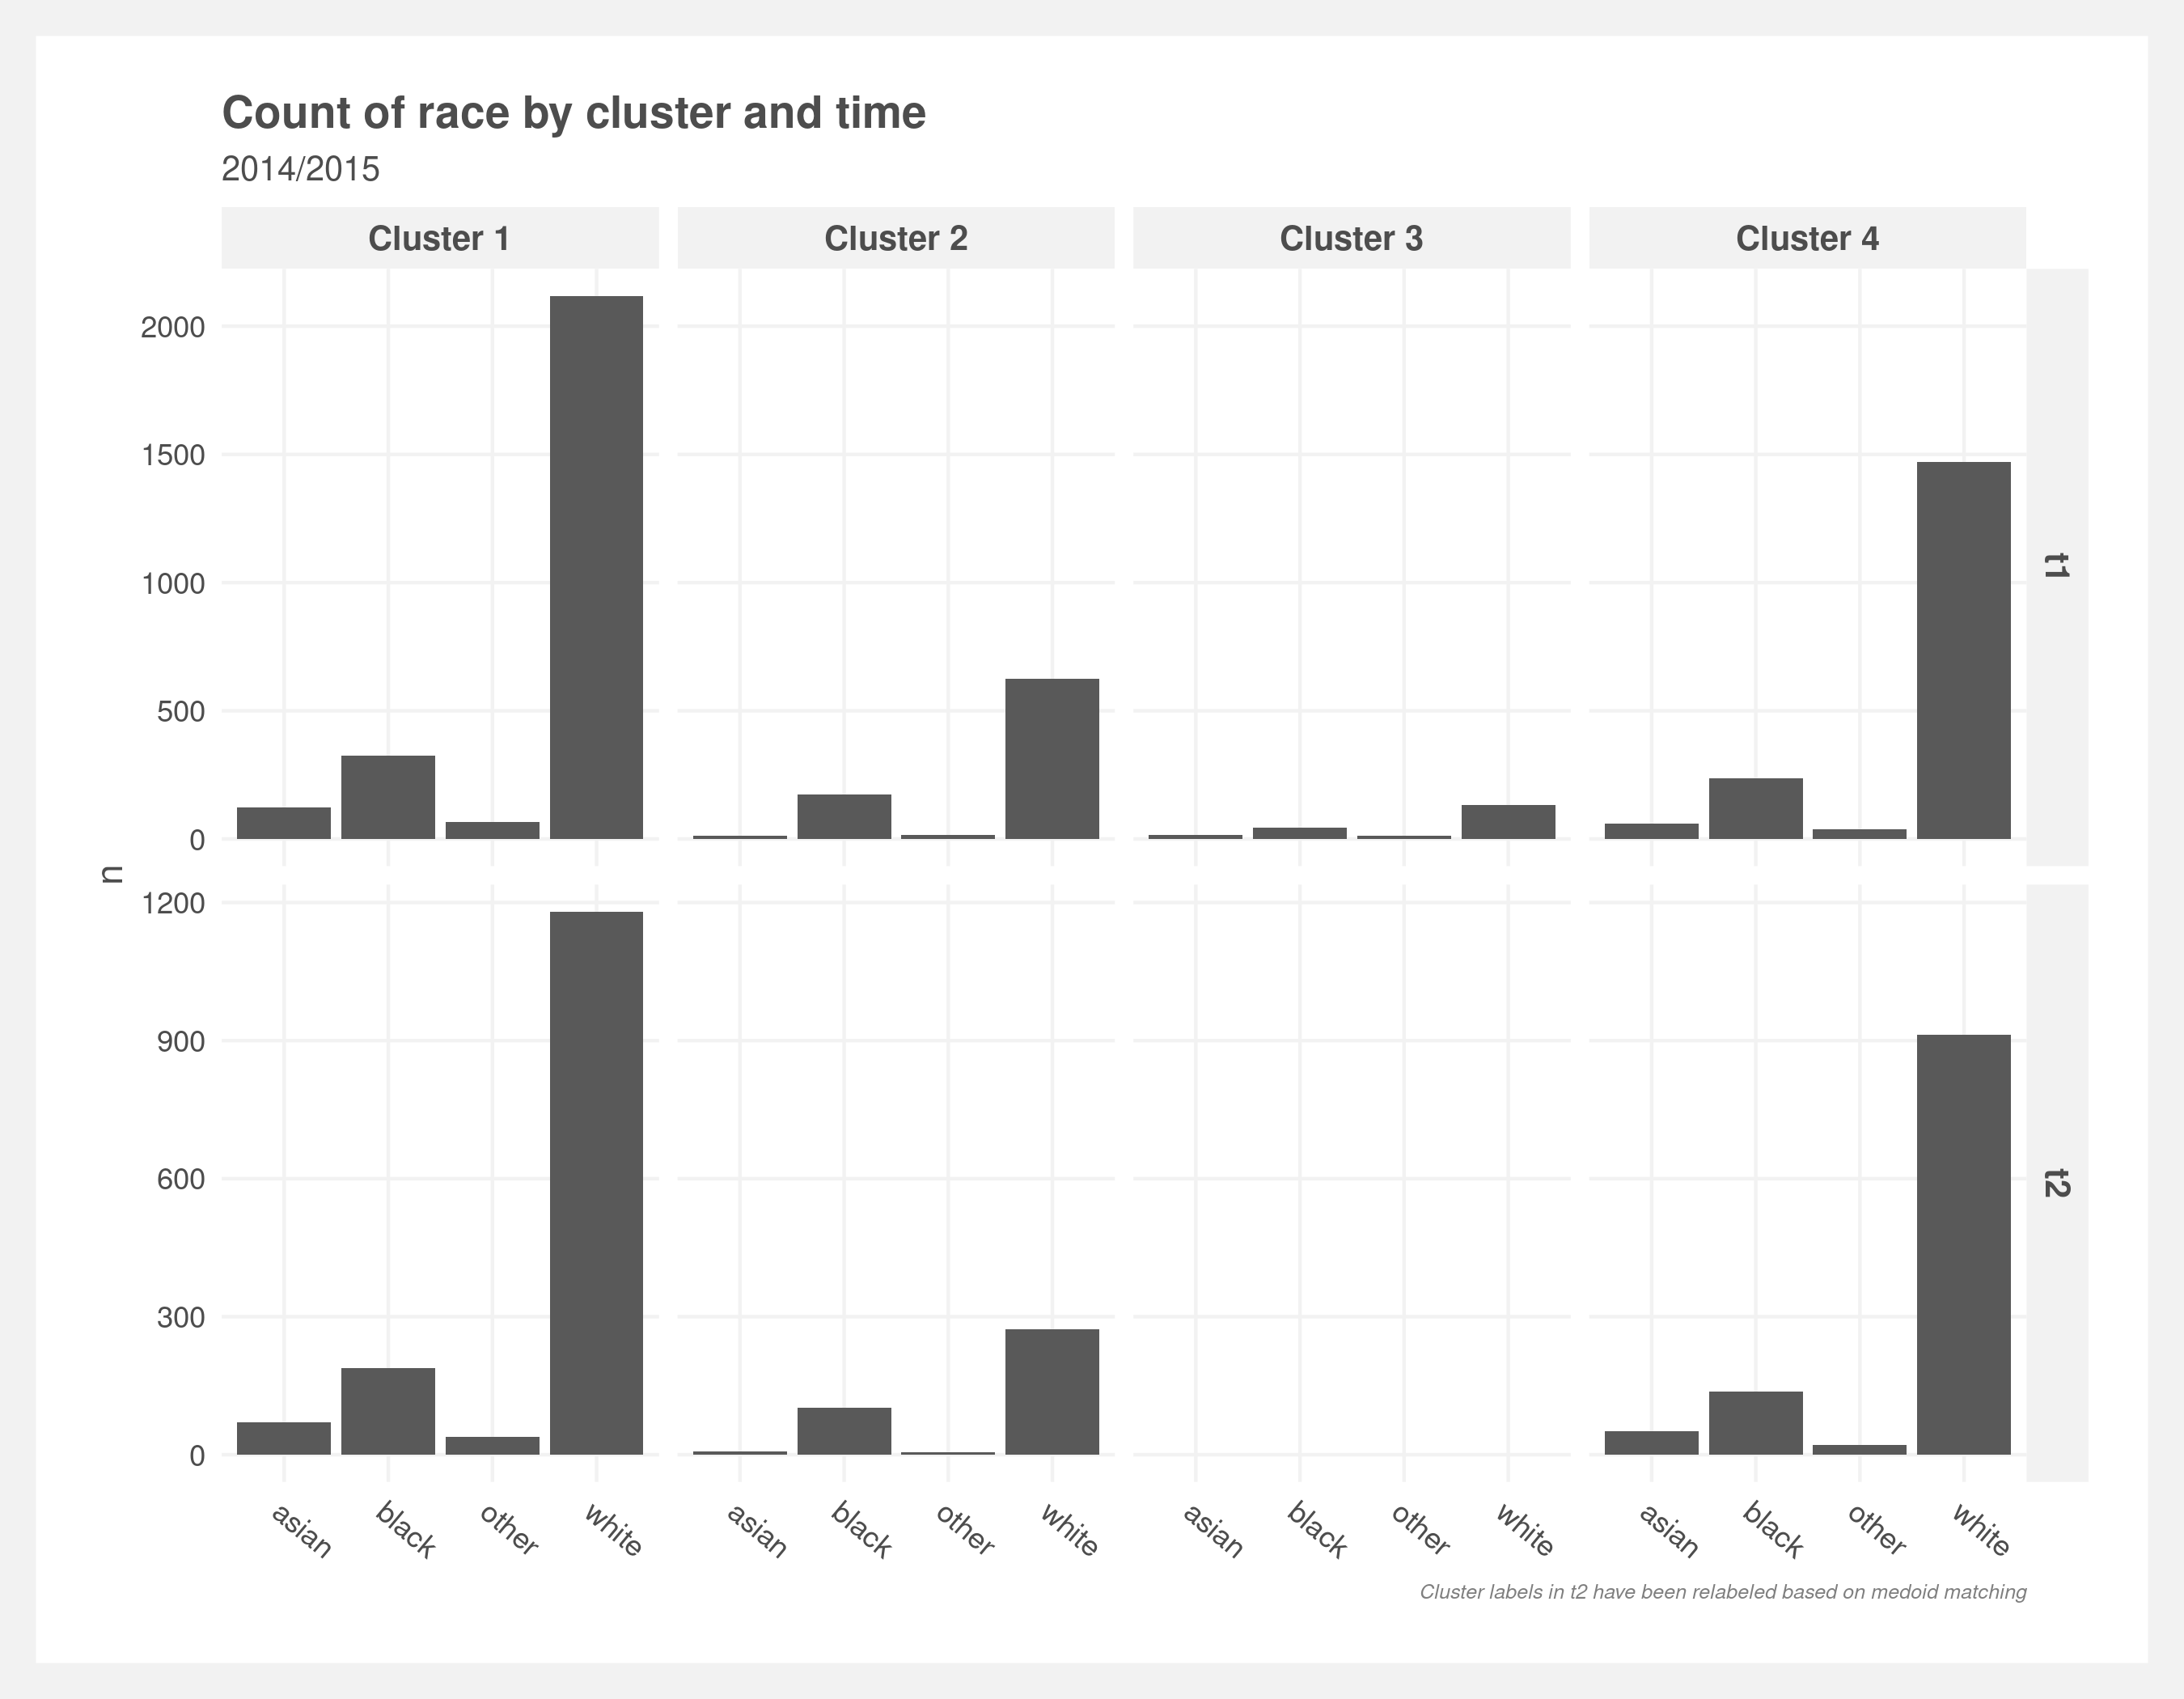 Count of race by cluster and time
2014/2015
Cluster 1 Cluster 2 Cluster 3 Cluster 4
2000
1500
1000
500
0
t1
n
1200
900
600
300
0
t2
asian black other white asian black other white asian black other white asian black other white
Cluster labels in t2 have been relabeled based on medoid matching